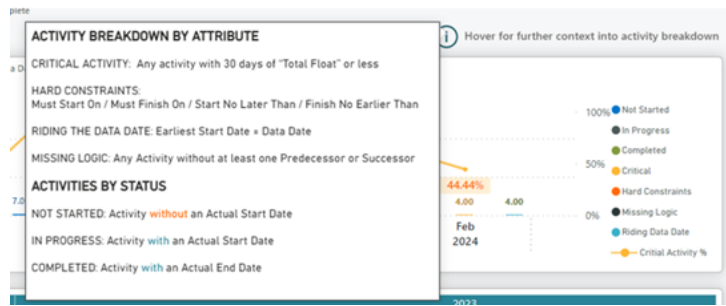 plete
ACTIVITY BREAKDOWN BY ATTRIBUTE
CRITICAL ACTIVITY: Any activity with 30 days of "Total Float" or less
HARD CONSTRAINTS:
Must Start On / Must Finish On / Start No Later Than / Finish No Earlier Than
RIDING THE DATA DATE: Earliest Start Date = Data Date
MISSING LOGIC: Any Activity without at least one Predecessor or Successor
ACTIVITIES BY STATUS
NOT STARTED: Activity without an Actual Start Date
IN PROGRESS: Activity with an Actual Start Date
COMPLETED: Activity with an Actual End Date
i Hover for further context into activity breakdown
a D
7.0
44.44%
4.00 4.00
Feb
2024
100%
50%
0%
Not Started
In Progress
Completed
Critical
Hard Constraints
Missing Logic
Riding Data Date
Critial Activity %
2023